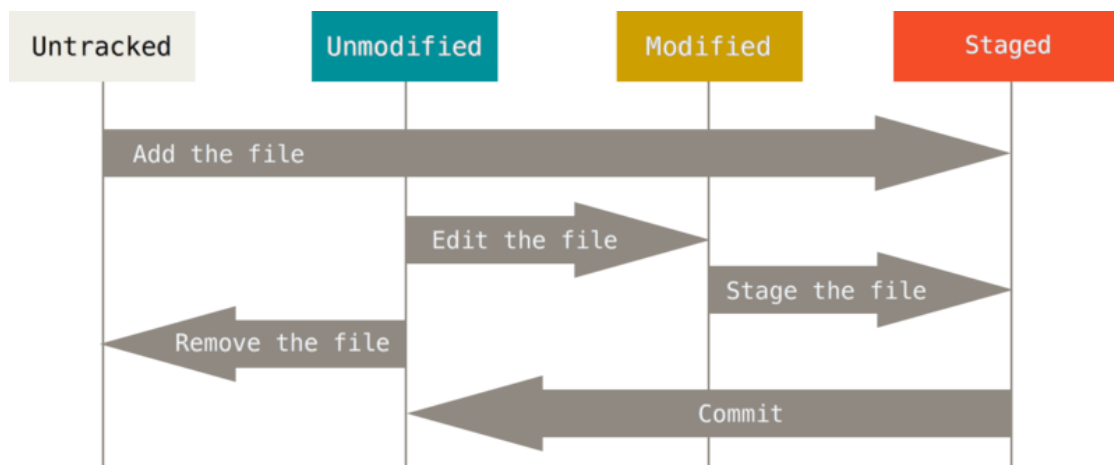 Untracked
Unmodified
Modified
Staged
Add the file
Edit the file
Stage the file
Remove the file
Commit